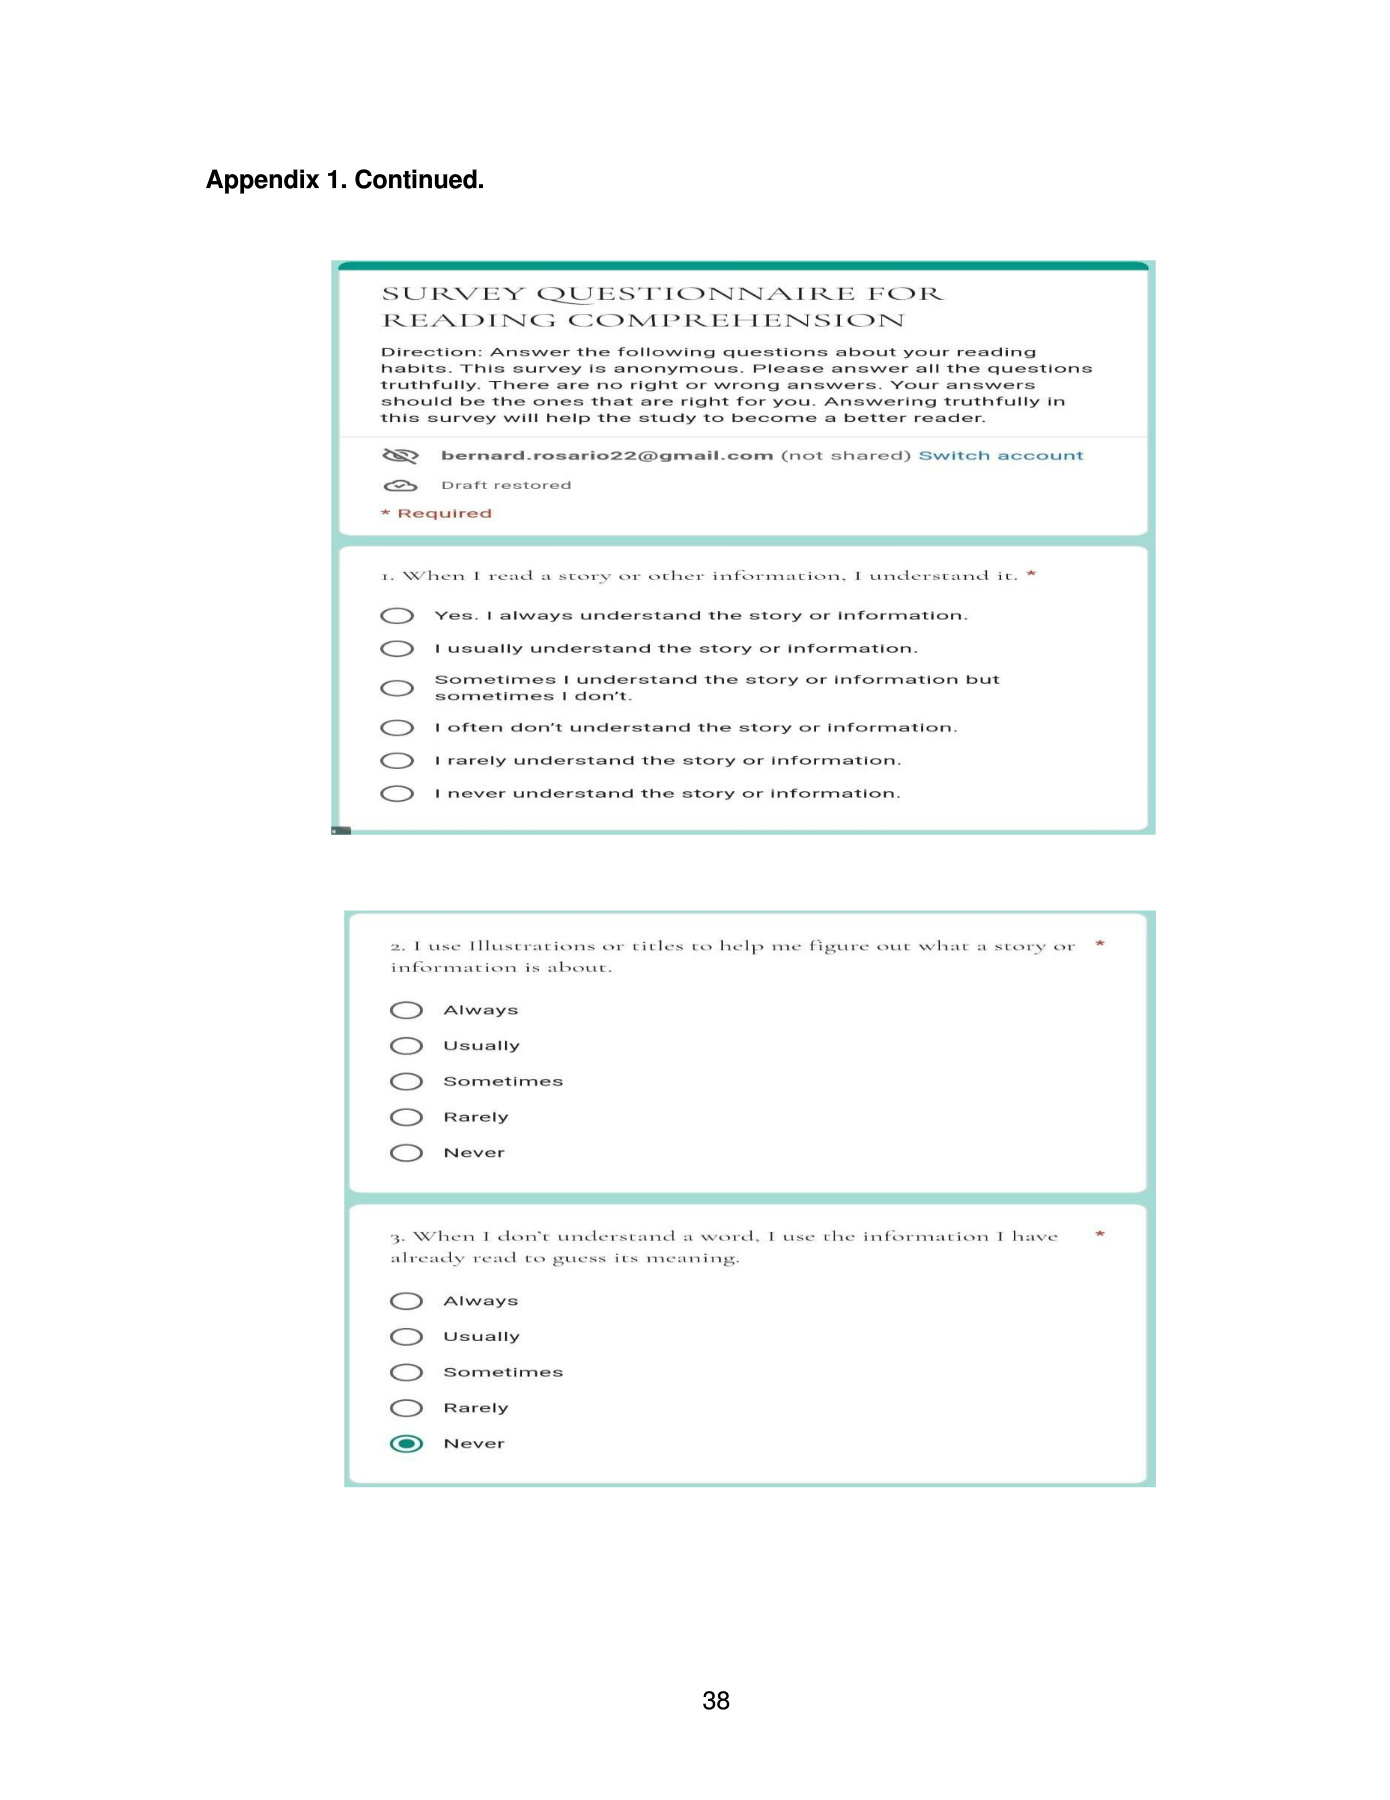 Appendix 1. Continued.
SURVEY QUESTIONNAIRE FOR
READING COMPREHENSION
Direction: Answer the following questions about your reading
habits. This survey is anonymous. Please answer all the questions
truthfully. There are no right or wrong answers. Your answers
should be the ones that are right for you. Answering truthfully in
this survey will help the study to become a better reader.
bernard.rosario22@gmail.com (not shared) Switch account
Draft restored
* Required
1. When I read a story or other information, I understand it. *
Yes. I always understand the story or information.
I usually understand the story or information.
Sometimes I understand the story or information but
sometimes I don't.
I often don't understand the story or information.
I rarely understand the story or information.
I never understand the story or information.
2. I use Illustrations or titles to help me figure out what a story or *
information is about.
Always
Usually
Sometimes
Rarely
Never
3. When I don't understand a word, I use the information I have *
already read to guess its meaning.
Always
Usually
Sometimes
Rarely
Never
38